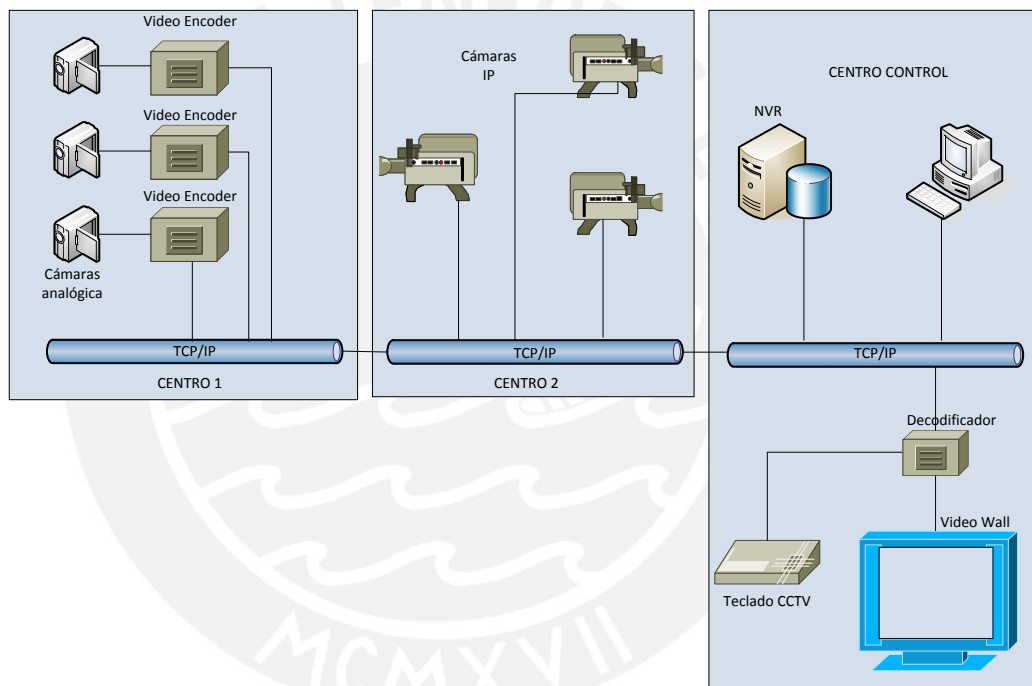 Video Encoder
Video Encoder
Video Encoder
Cámaras
analógica
TCP/IP
CENTRO 1
Cámaras
IP
TCP/IP
CENTRO 2
CENTRO CONTROL
NVR
TCP/IP
Decodificador
Video Wall
Teclado CCTV
MCMXVII